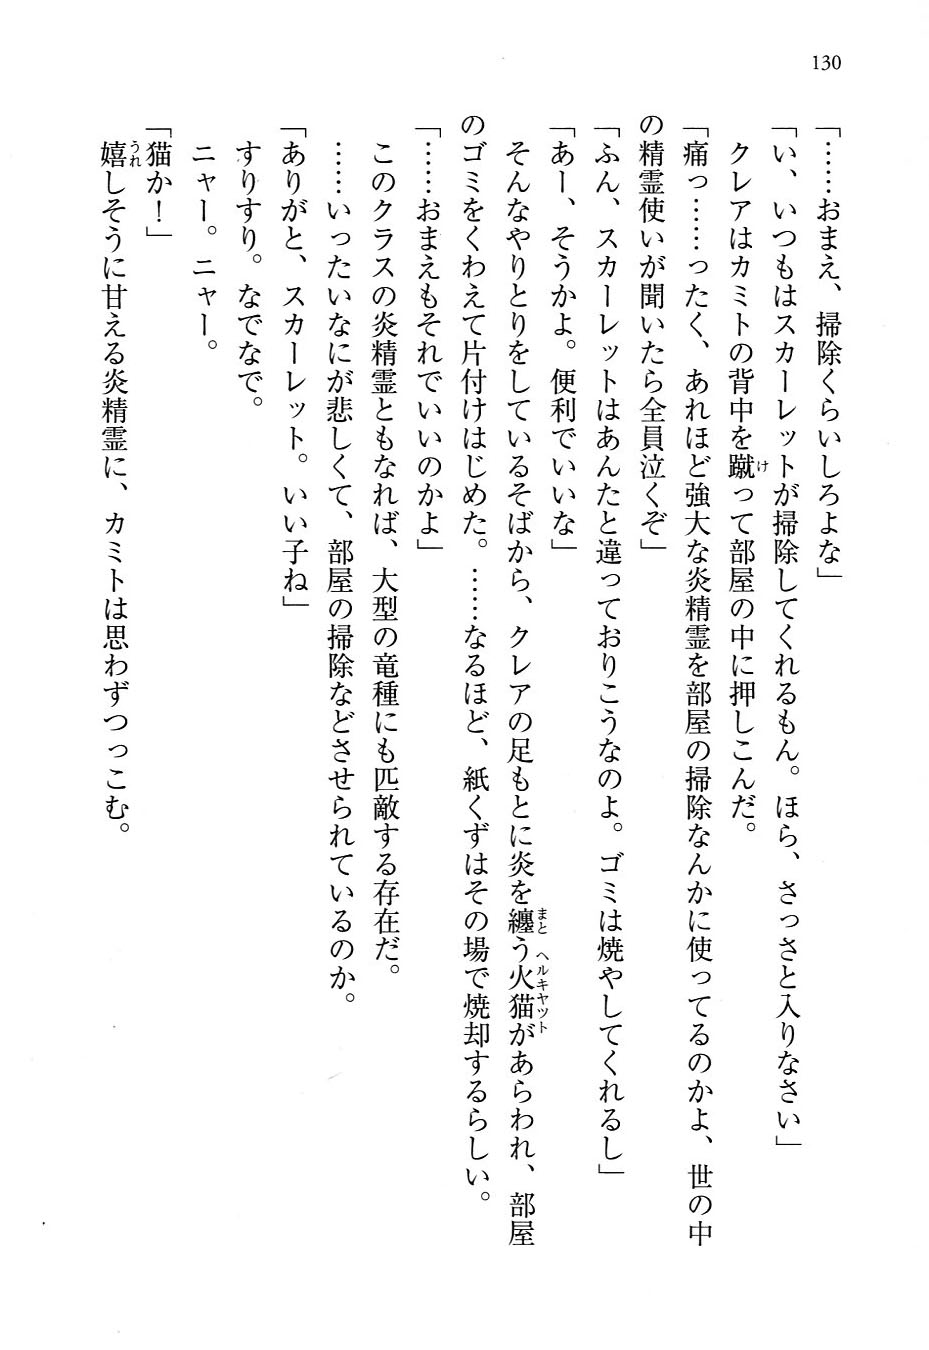 130
「……おまえ、掃除くらいしろよな」
「い、いつもはスカーレットが掃除してくれるもん。ほら、さっさと入りなさい」
クレアはカミトの背中を蹴って部屋の中に押しこんだ。
「痛っ……ったく、あれほど強大な炎精霊を部屋の掃除なんかに使ってるのかよ、世の中
の精霊使いが聞いたら全員泣くぞ」
「ふん、スカーレットはあんたと違っておりこうなのよ。ゴミは焼やしてくれるし」
「あー、そうかよ。便利でいいな」
そんなやりとりをしているそばから、クレアの足もとに炎を纏う火猫があらわれ、部屋
のゴミをくわえて片付けはじめた。……なるほど、紙くずはその場で焼却するらしい。
「……おまえもそれでいいのかよ」
このクラスの炎精霊ともなれば、大型の竜種にも匹敵する存在だ。
……いったいなにが悲しくて、部屋の掃除などさせられているのか。
「ありがと、スカーレット。いい子ね」
すりすり。なでなで。
ニャー。ニャー。
「猫か！」
嬉しそうに甘える炎精霊に、カミトは思わずつっこむ。